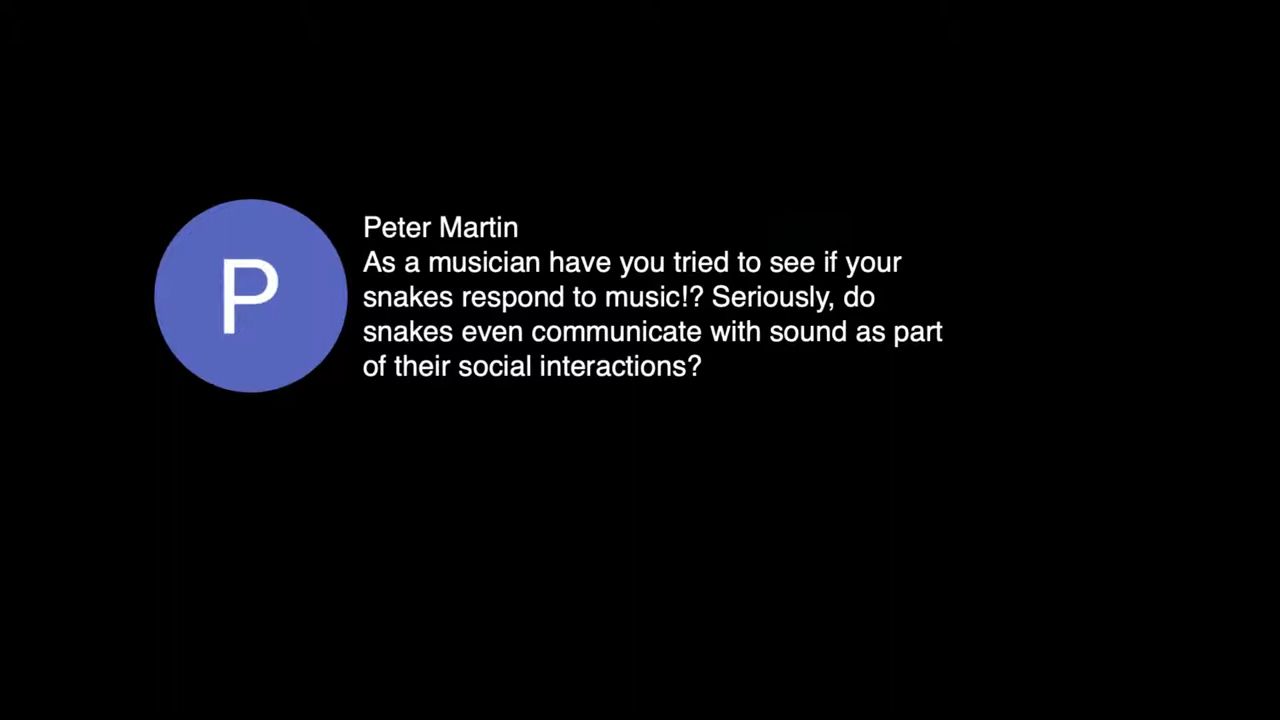 P
Peter Martin
As a musician have you tried to see if your
snakes respond to music!? Seriously, do
snakes even communicate with sound as part
of their social interactions?